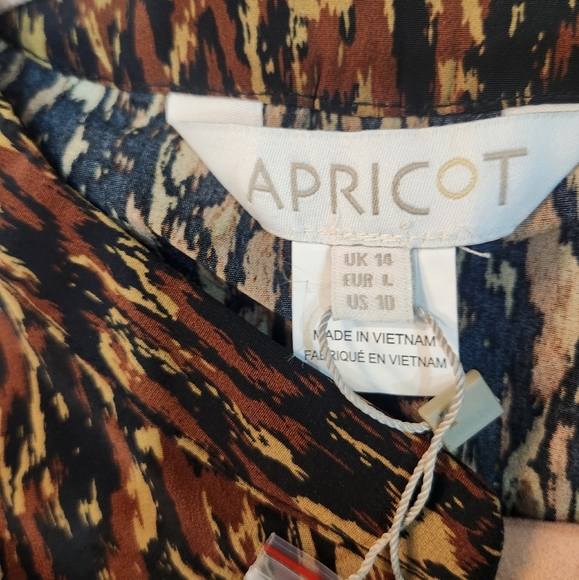 APRICOT
UK 14
EUR L
US 10
MADE IN VIETNAM
FABRIQUÉ EN VIETNAM